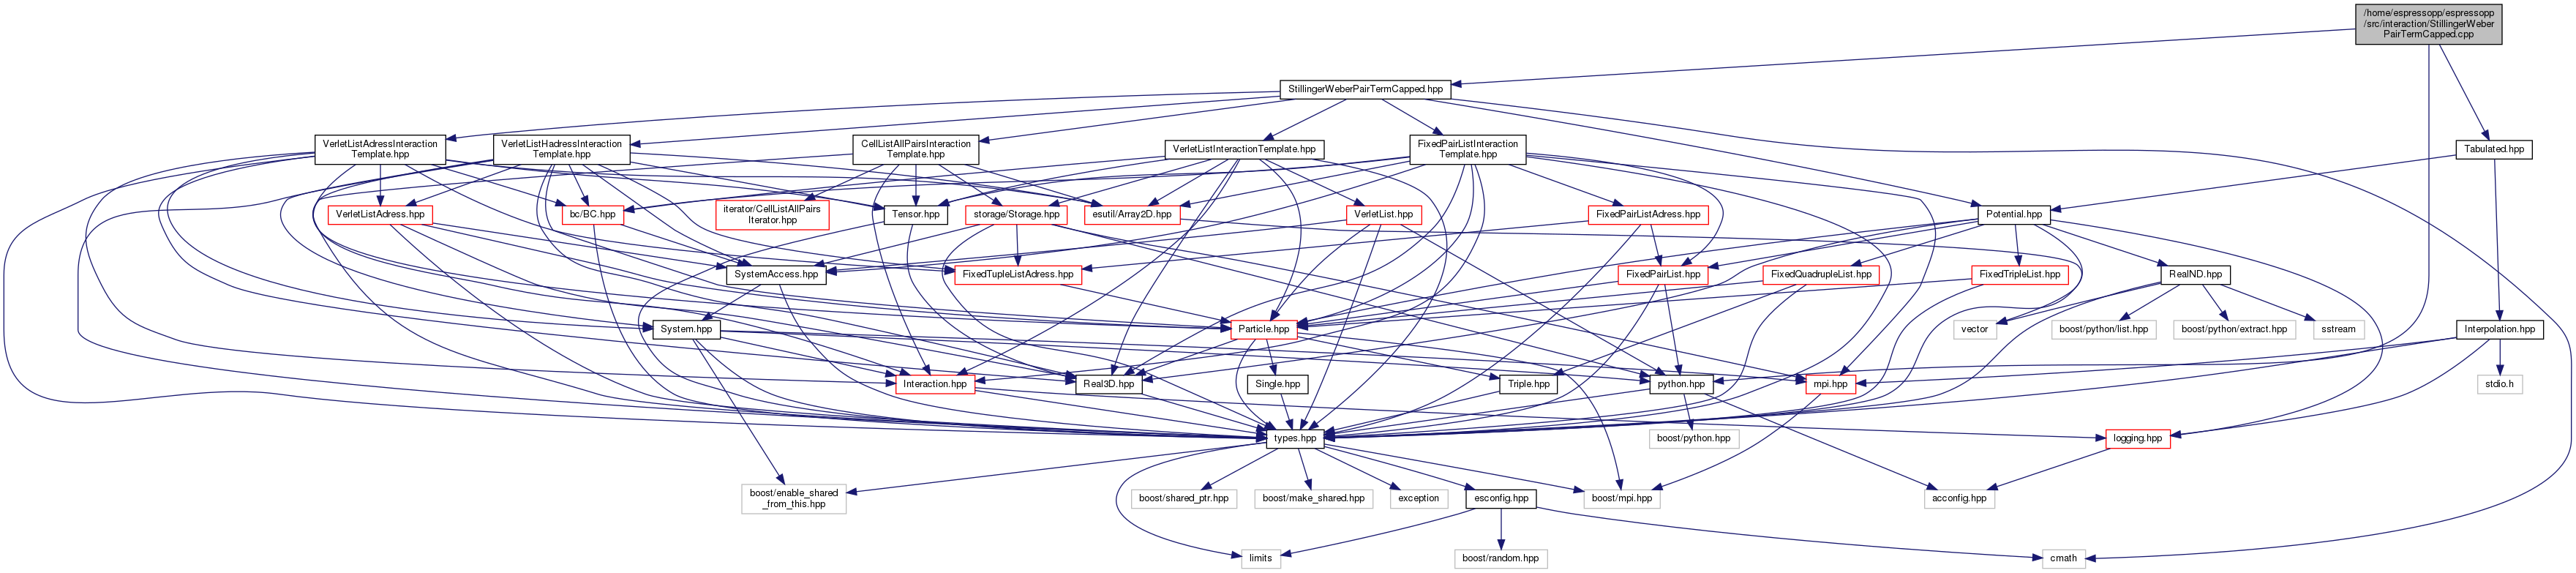 /home/espressopp/espressopp
/src/interaction/StillingerWeber
PairTermCapped.cpp
StillingerWeberPairTermCapped.hpp
VerletListAdressInteraction
Template.hpp
VerletListHadressInteraction
Template.hpp
CellListAllPairsInteraction
Template.hpp
VerletListInteractionTemplate.hpp
FixedPairListInteraction
Template.hpp
Tabulated.hpp
VerletListAdress.hpp
bc/BC.hpp
iterator/CellListAllPairs
Iterator.hpp
Tensor.hpp
storage/Storage.hpp
esutil/Array2D.hpp
VerletList.hpp
FixedPairListAdress.hpp
Potential.hpp
SystemAccess.hpp
FixedTupleListAdress.hpp
FixedPairList.hpp
FixedQuadrupleList.hpp
FixedTripleList.hpp
RealND.hpp
System.hpp
Particle.hpp
vector
boost/python/list.hpp
boost/python/extract.hpp
sstream
Interpolation.hpp
Interaction.hpp
Real3D.hpp
Single.hpp
Triple.hpp
python.hpp
mpi.hpp
stdio.h
types.hpp
boost/python.hpp
logging.hpp
boost/enable_shared
_from_this.hpp
boost/shared_ptr.hpp
boost/make_shared.hpp
exception
esconfig.hpp
boost/mpi.hpp
acconfig.hpp
limits
boost/random.hpp
cmath